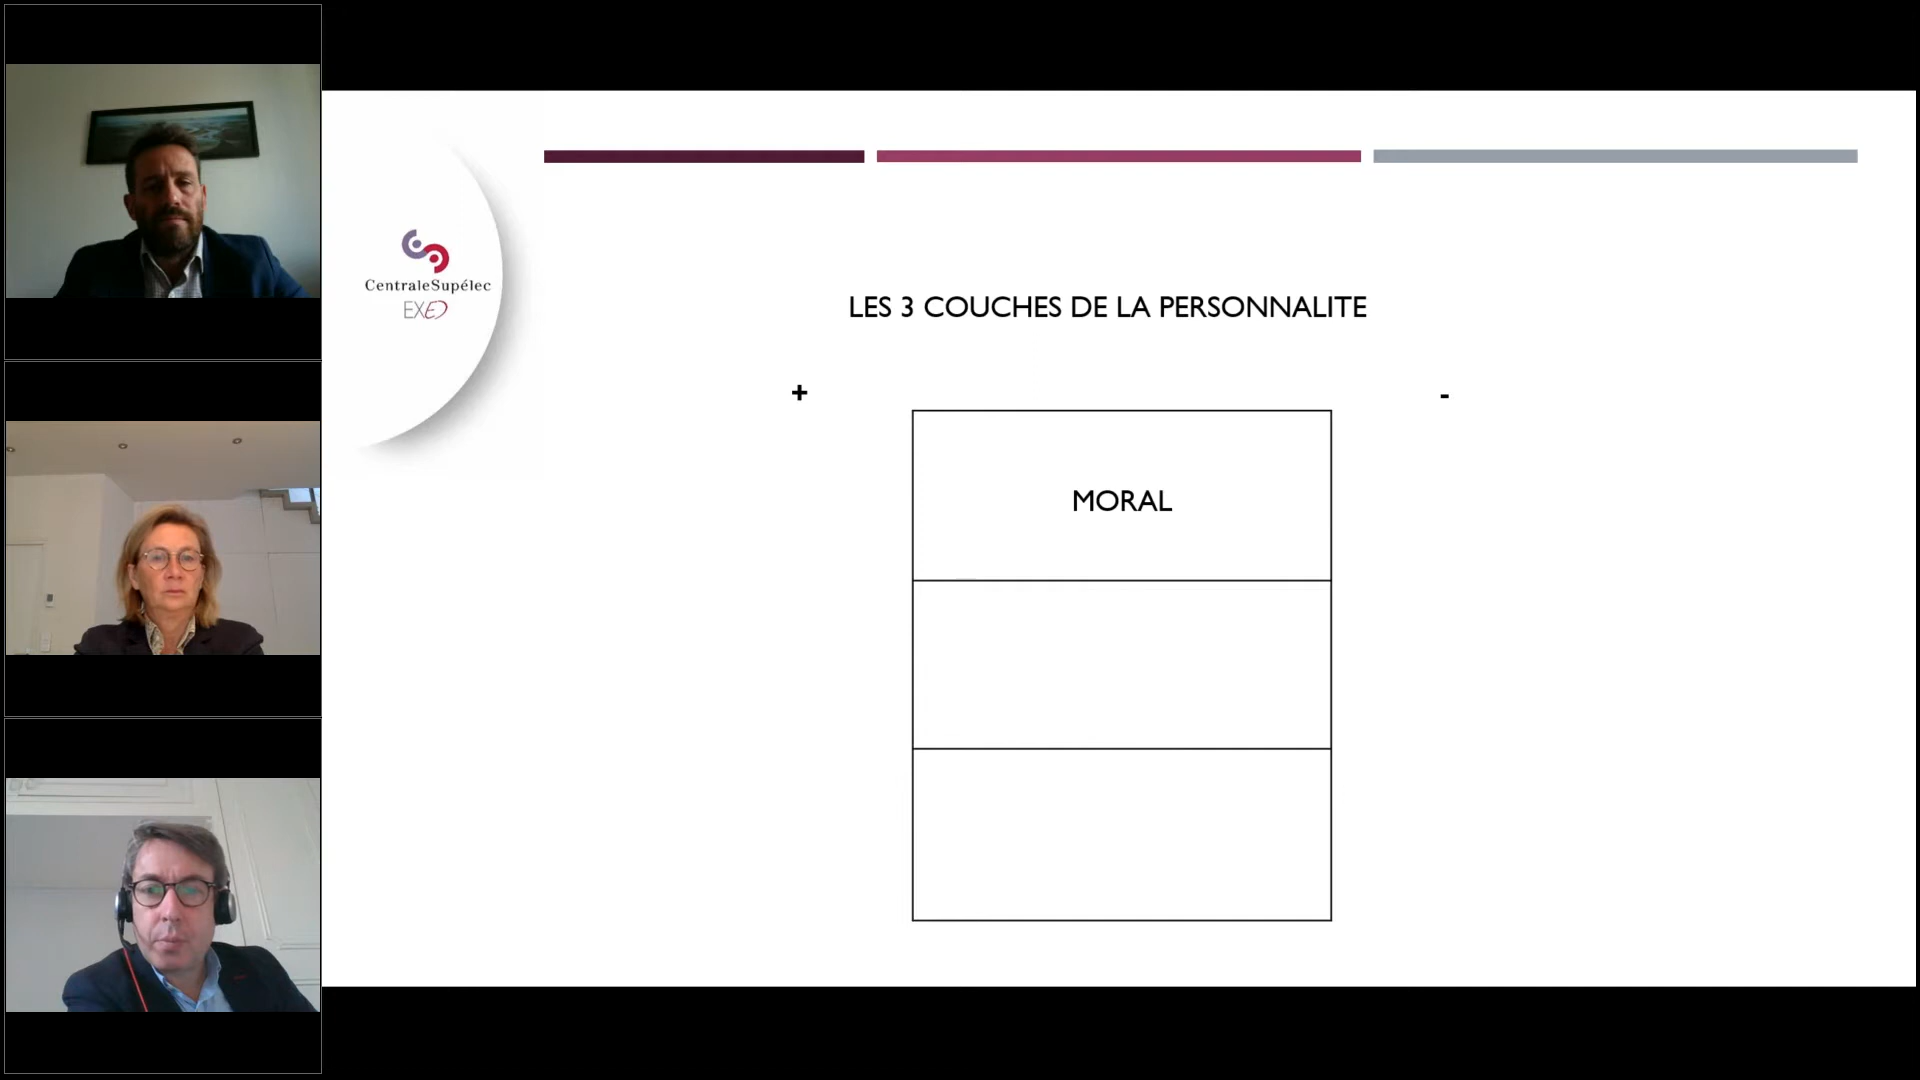 CentraleSupélec
EXED
LES 3 COUCHES DE LA PERSONNALITE
+
-
MORAL